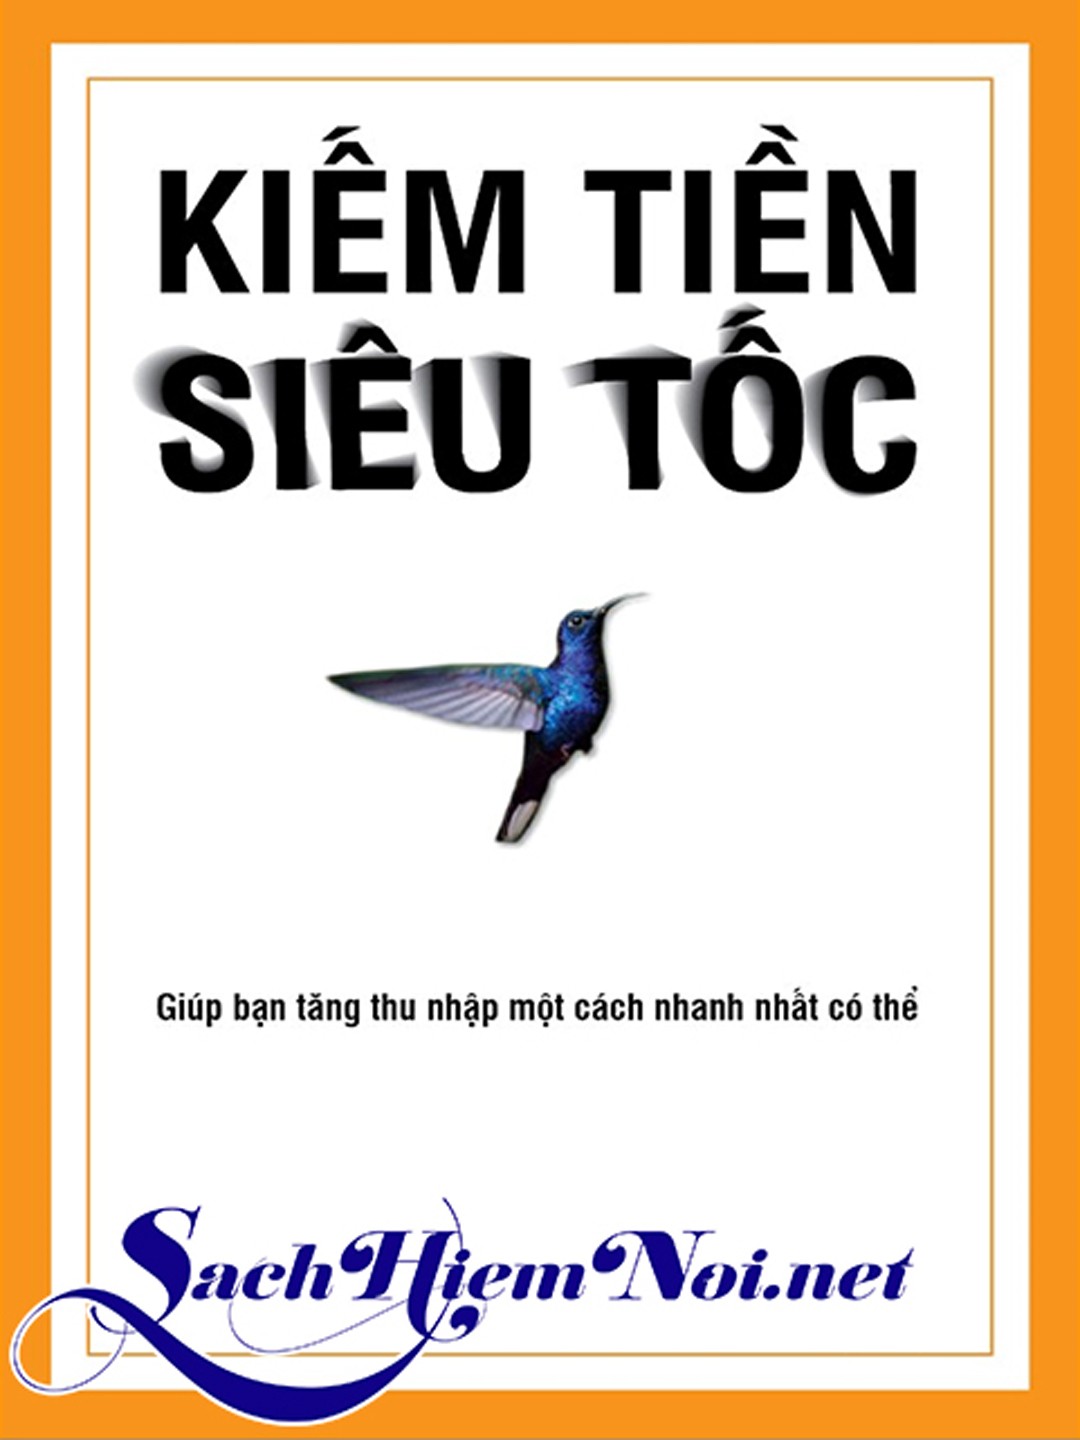 KIẾM TIỀN
SIÊU TỐC
Giúp bạn tăng thu nhập một cách nhanh nhất có thể
SachHiemNoi.net